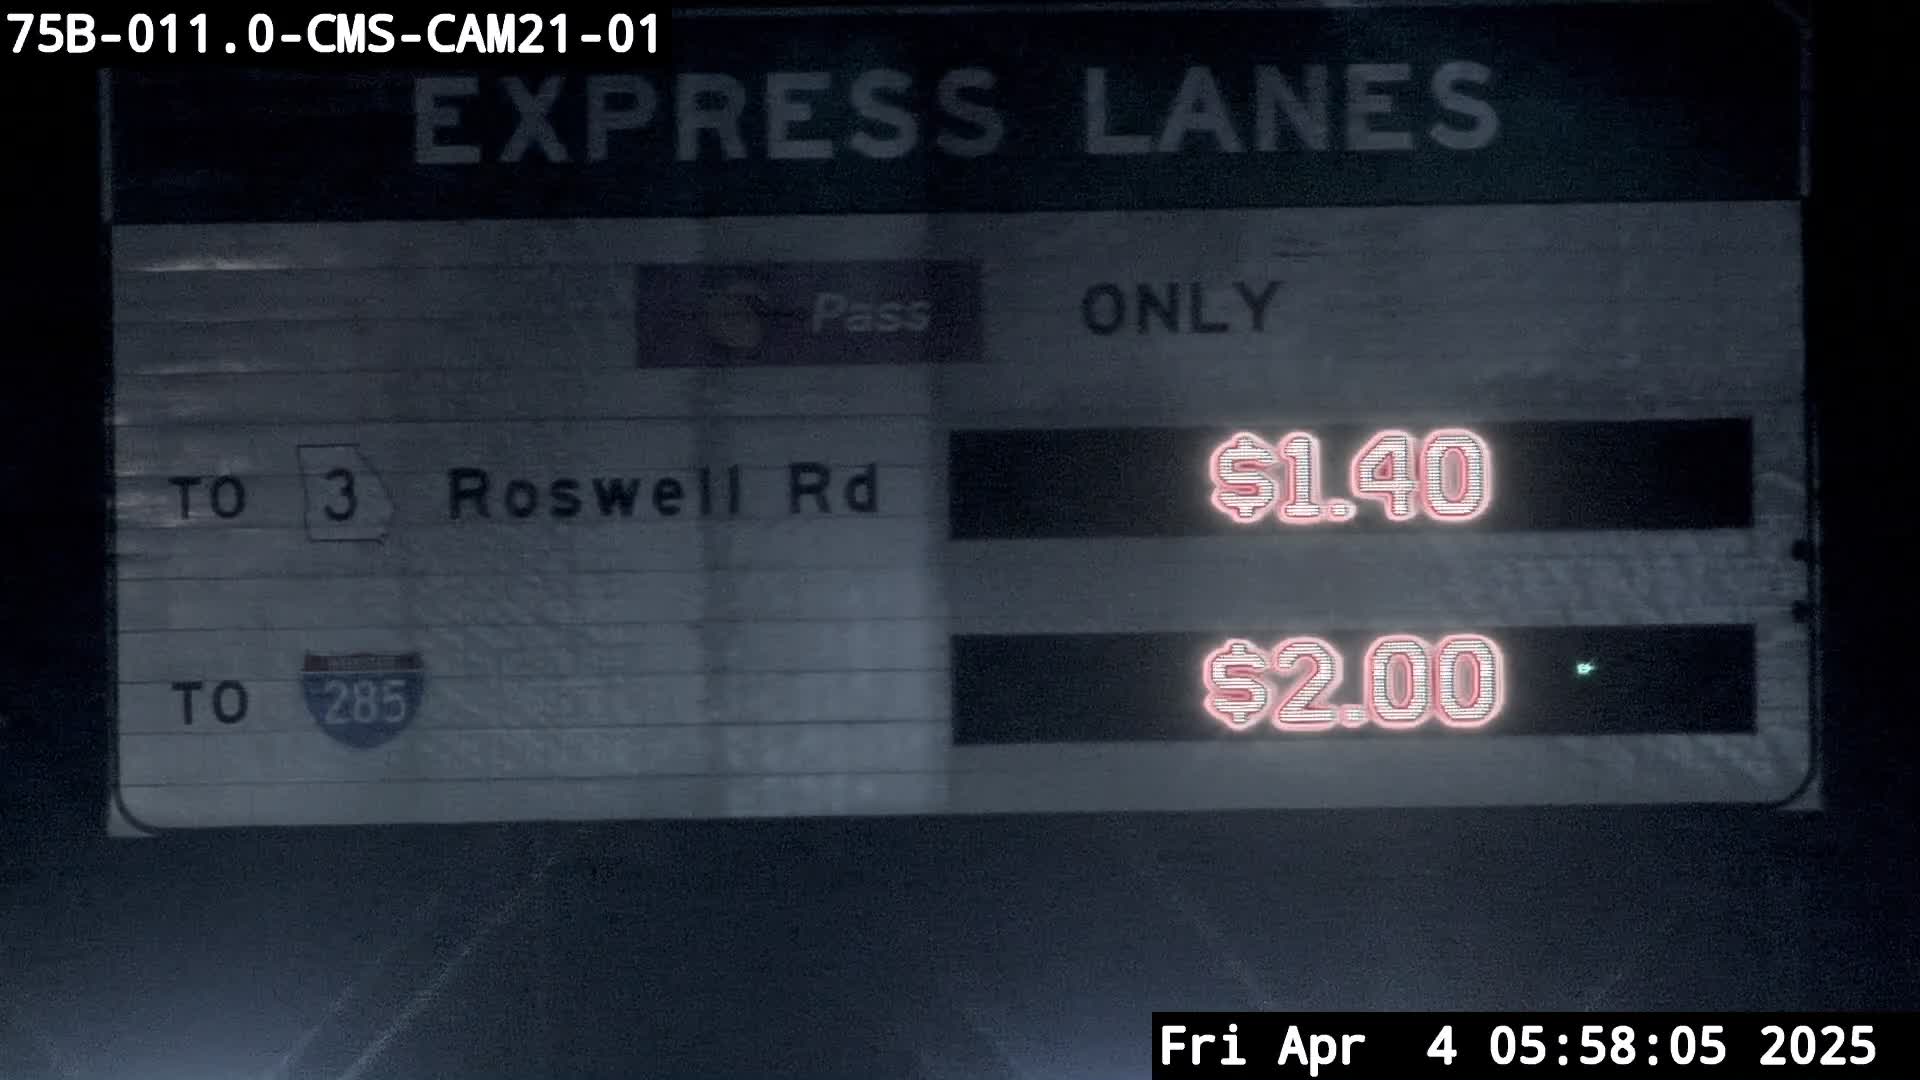 75B-011.0-CMS-CAM21-01
EXPRESS LANES
Pass ONLY
TO 3 Roswell Rd $1.40
TO 285 $2.00
Fri Apr 4 05:58:05 2025